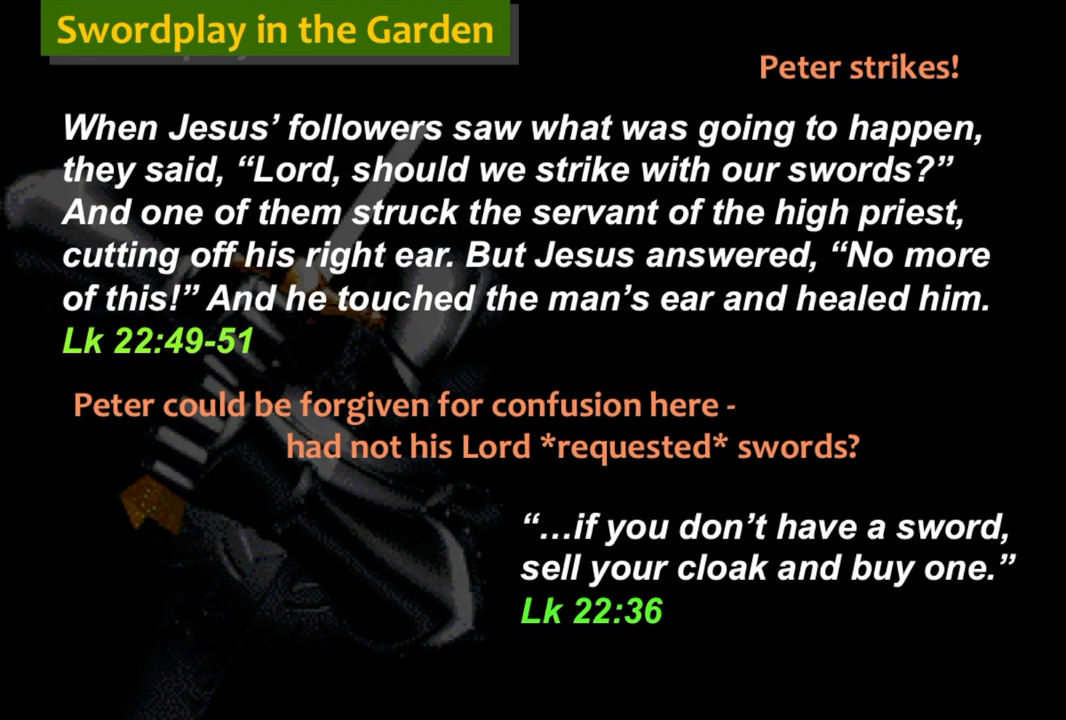 Swordplay in the Garden
Peter strikes!
When Jesus’ followers saw what was going to happen,
they said, “Lord, should we strike with our swords?”
And one of them struck the servant of the high priest,
cutting off his right ear. But Jesus answered, “No more
of this!” And he touched the man’s ear and healed him.
Lk 22:49-51
Peter could be forgiven for confusion here -
had not his Lord *requested* swords?
“…if you don’t have a sword,
sell your cloak and buy one.”
Lk 22:36